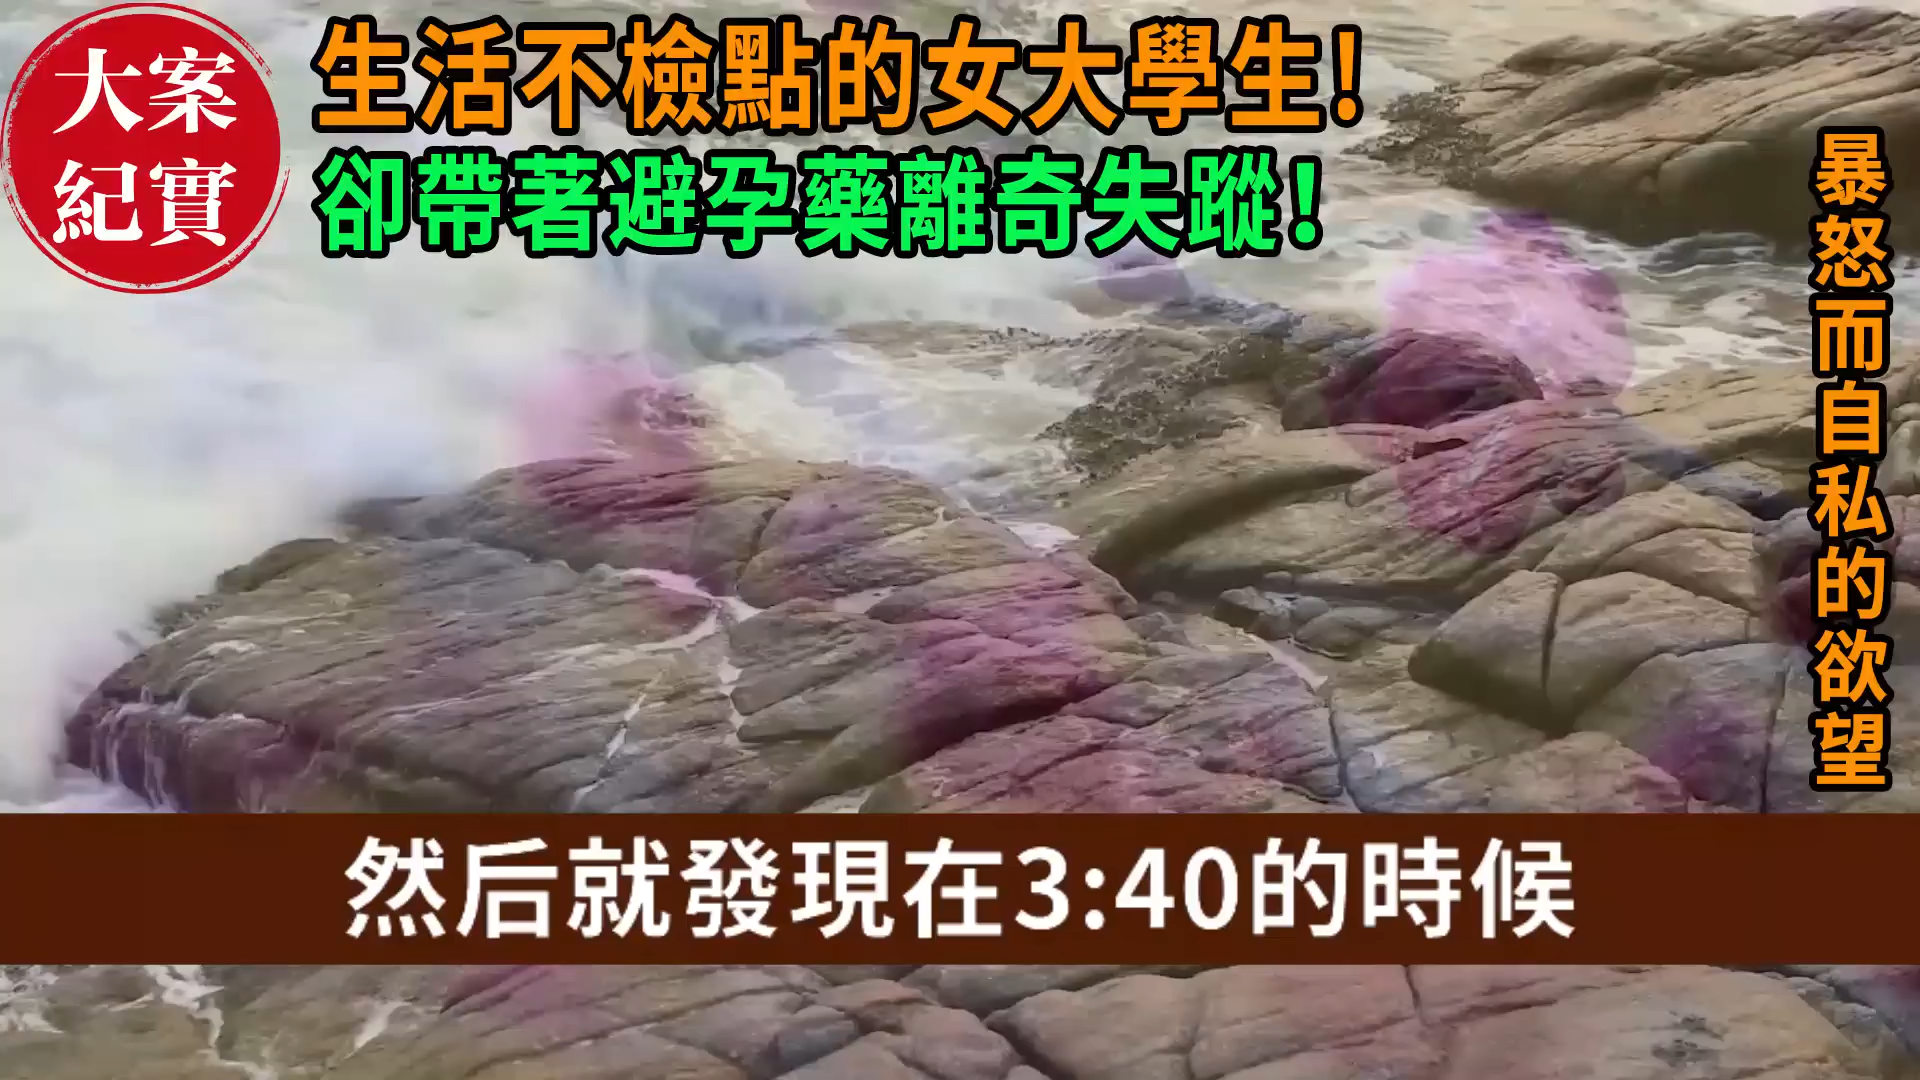 大案
紀實
生活不檢點的女大學生!
卻帶著避孕藥離奇失蹤!
暴怒而自私的欲望
然后就發現在3:40的時候